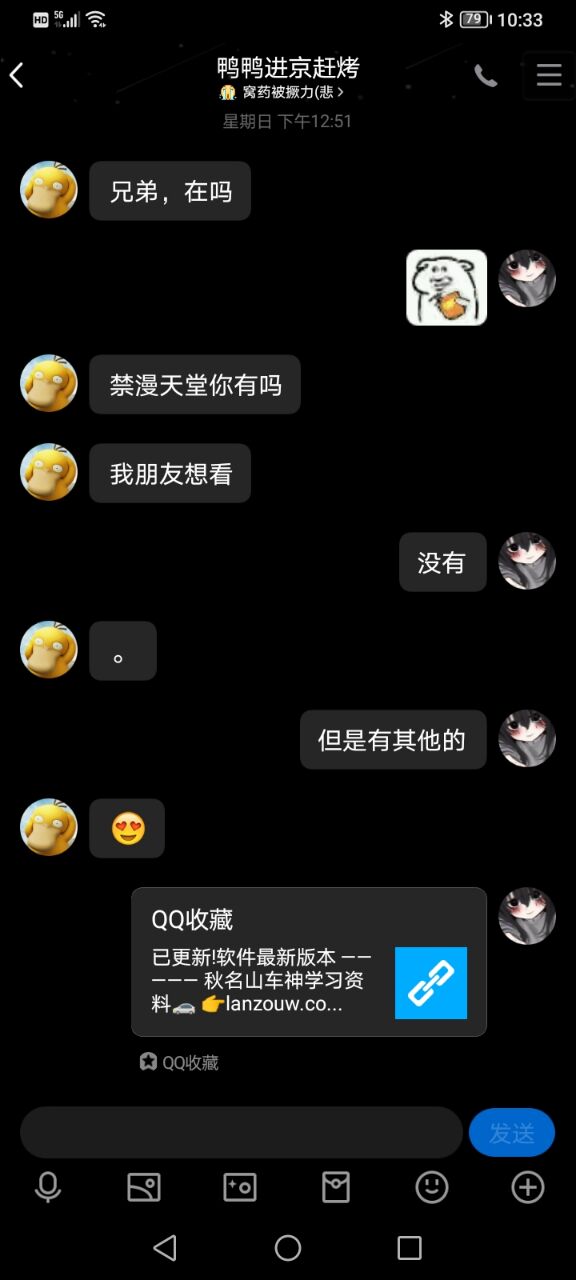 HD 5G 79 10:33
鸭鸭进京赶烤
😭 窝药被撅力(悲 >
星期日 下午12:51
兄弟，在吗
禁漫天堂你有吗
我朋友想看
没有
。
但是有其他的
😍
QQ收藏
已更新!软件最新版本 ——
——— 秋名山车神学习资
料🚗 👉lanzouw.co...
QQ收藏
发送